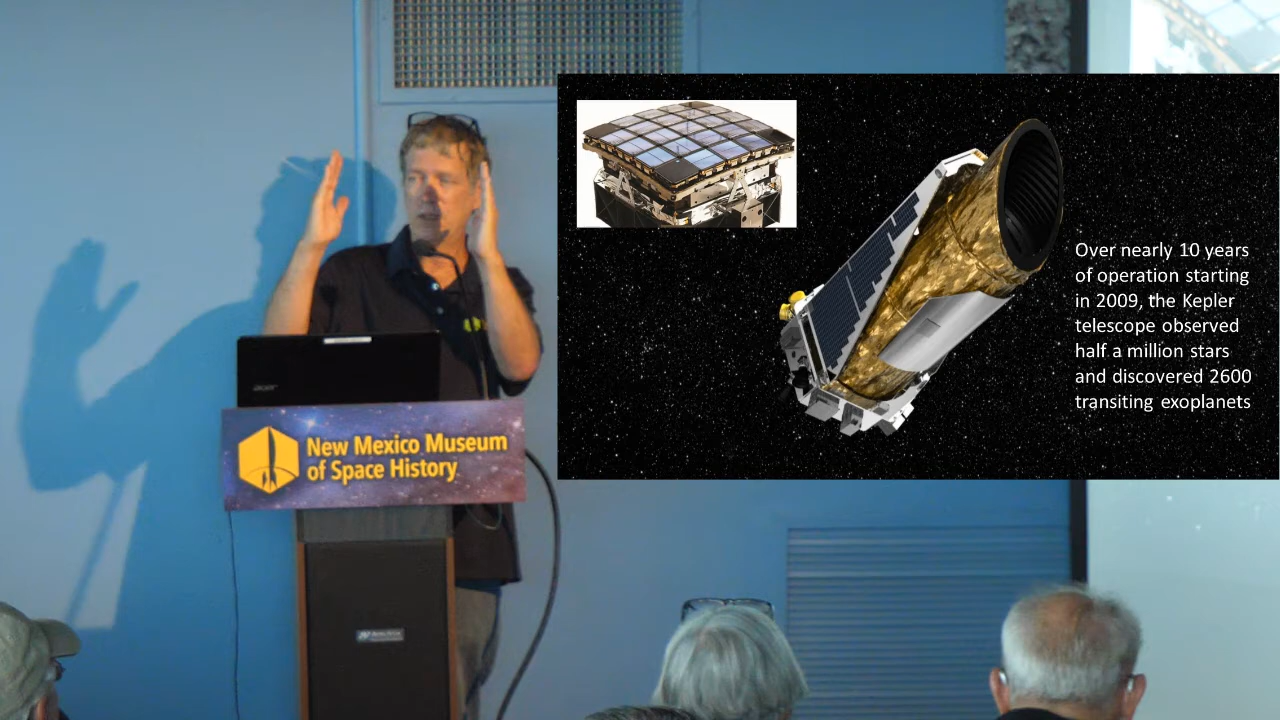 Over nearly 10 years
of operation starting
in 2009, the Kepler
telescope observed
half a million stars
and discovered 2600
transiting exoplanets
acer
New Mexico Museum
of Space History